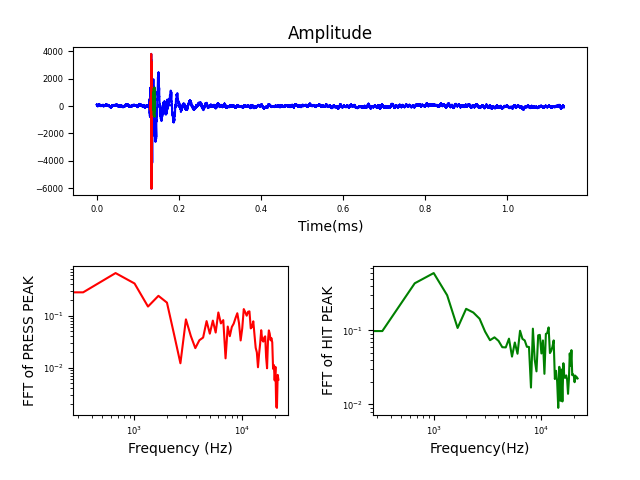 Amplitude
4000
2000
0
−2000
−4000
−6000
0.0 0.2 0.4 0.6 0.8 1.0
Time(ms)
FFT of PRESS PEAK
10⁻¹
10⁻²
10³ 10⁴
Frequency (Hz)
FFT of HIT PEAK
10⁻¹
10⁻²
10³ 10⁴
Frequency(Hz)